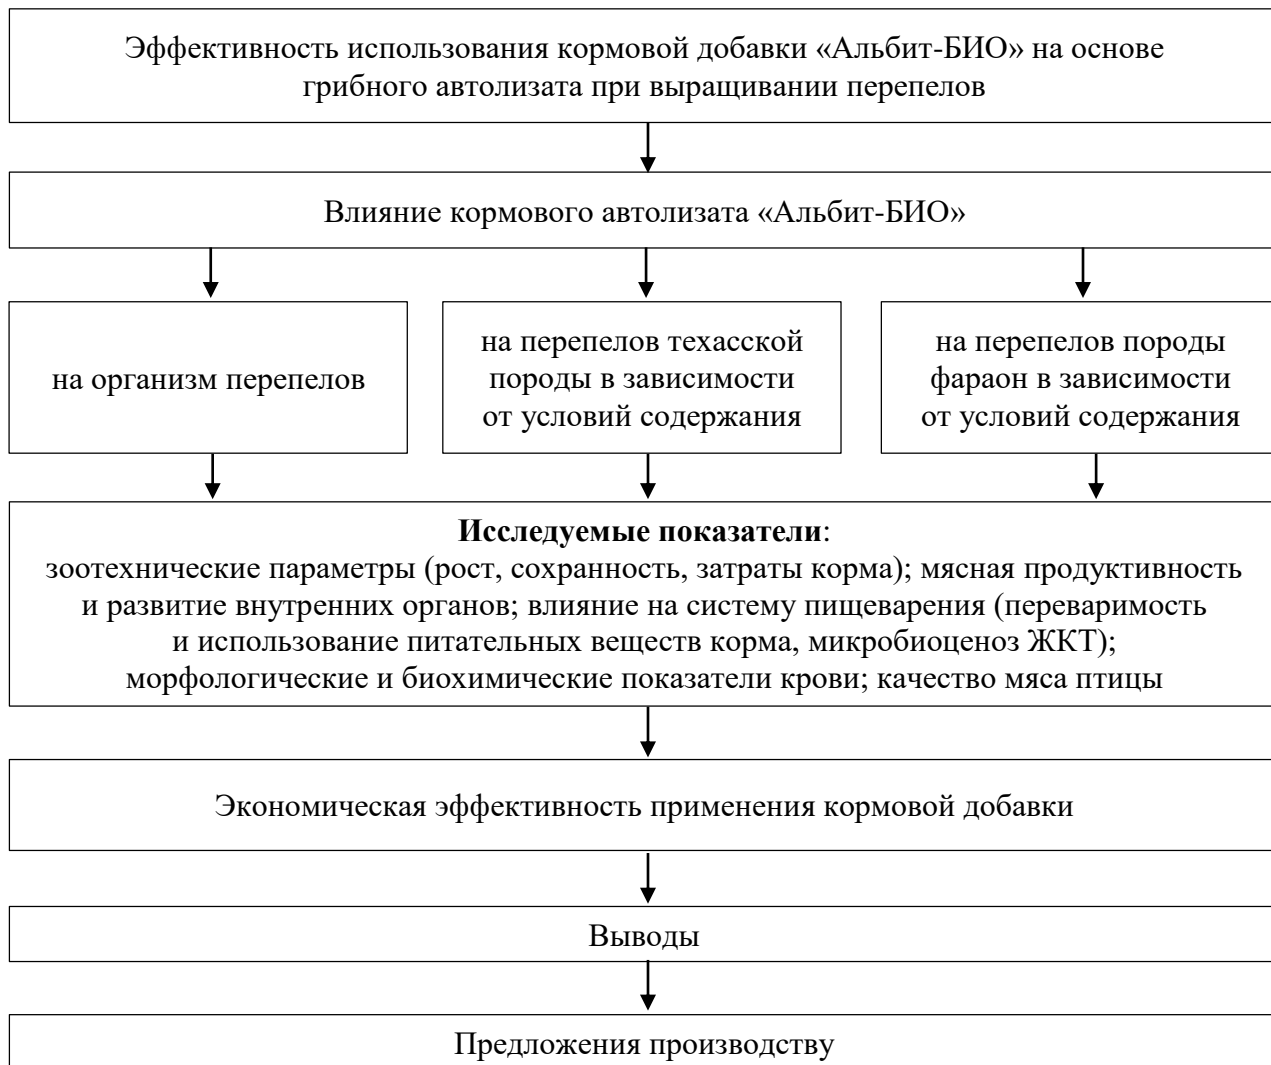 Эффективность использования кормовой добавки «Альбит-БИО» на основе
грибного автолизата при выращивании перепелов
Влияние кормового автолизата «Альбит-БИО»
на организм перепелов
на перепелов техасской
породы в зависимости
от условий содержания
на перепелов породы
фараон в зависимости
от условий содержания
Исследуемые показатели:
зоотехнические параметры (рост, сохранность, затраты корма); мясная продуктивность
и развитие внутренних органов; влияние на систему пищеварения (переваримость
и использование питательных веществ корма, микробиоценоз ЖКТ);
морфологические и биохимические показатели крови; качество мяса птицы
Экономическая эффективность применения кормовой добавки
Выводы
Предложения производству